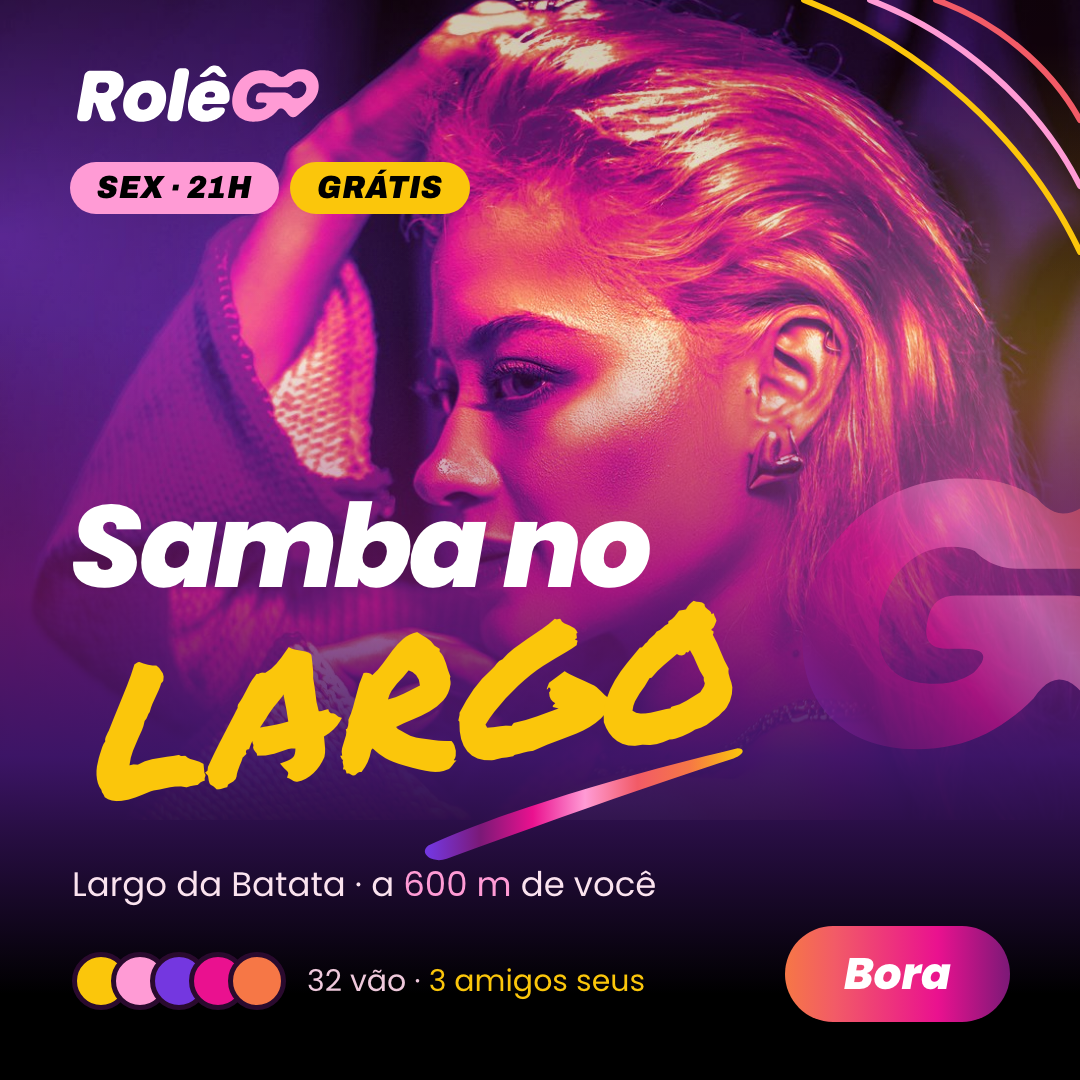 RolêGO
SEX · 21H
GRÁTIS
Samba no
LARGO
G
Largo da Batata · a 600 m de você
32 vão · 3 amigos seus
Bora